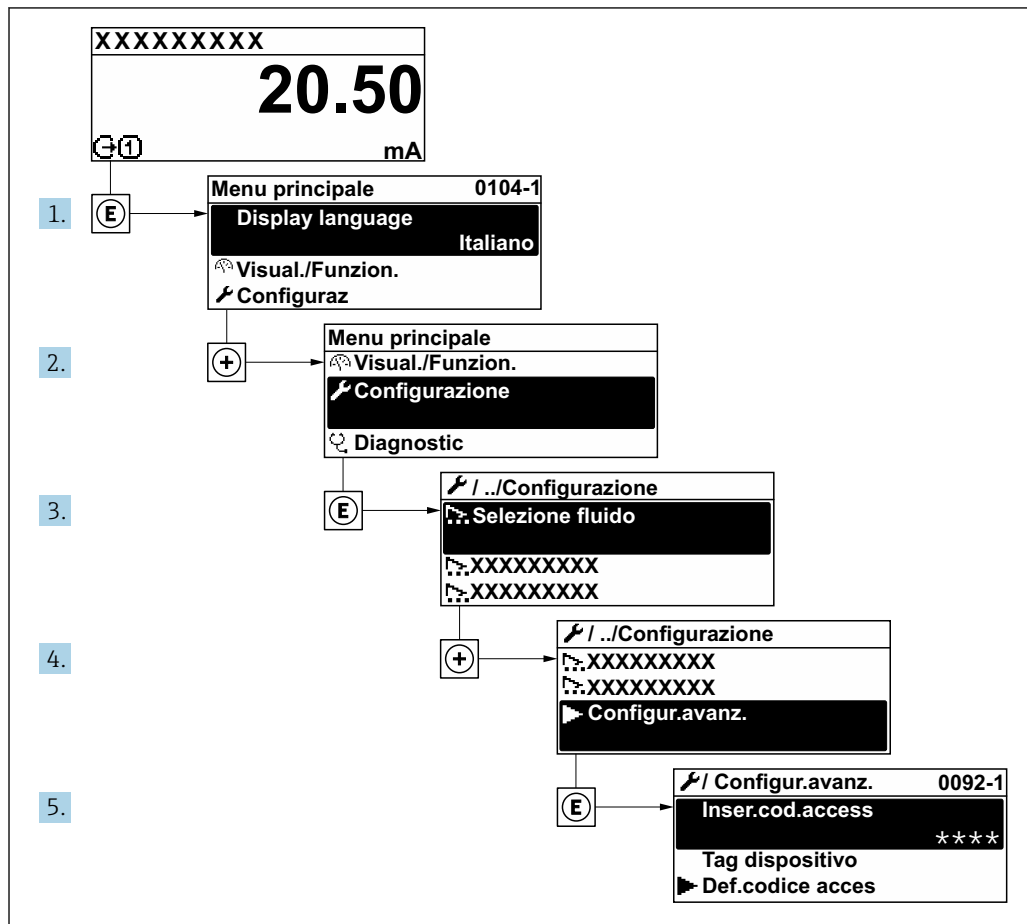 XXXXXXXXX
20.50
1
mA
1.
E
Menu principale 0104-1
Display language
Italiano
Visual./Funzion.
Configuraz
2.
+
Menu principale
Visual./Funzion.
Configurazione
Diagnostic
3.
E
/ ../Configurazione
Selezione fluido
XXXXXXXXX
XXXXXXXXX
4.
+
/ ../Configurazione
XXXXXXXXX
XXXXXXXXX
Configur.avanz.
5.
E
/ Configur.avanz. 0092-1
Inser.cod.access
****
Tag dispositivo
Def.codice acces